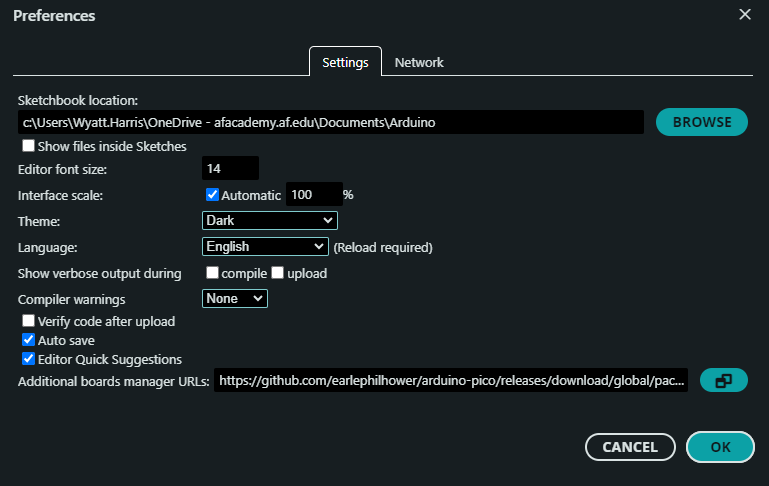 Preferences
Settings Network
Sketchbook location:
c:\Users\Wyatt.Harris\OneDrive - afacademy.af.edu\Documents\Arduino BROWSE
Show files inside Sketches
Editor font size: 14
Interface scale: Automatic 100 %
Theme: Dark
Language: English (Reload required)
Show verbose output during compile upload
Compiler warnings None
Verify code after upload
Auto save
Editor Quick Suggestions
Additional boards manager URLs: https://github.com/earlephilhower/arduino-pico/releases/download/global/pac...
CANCEL OK